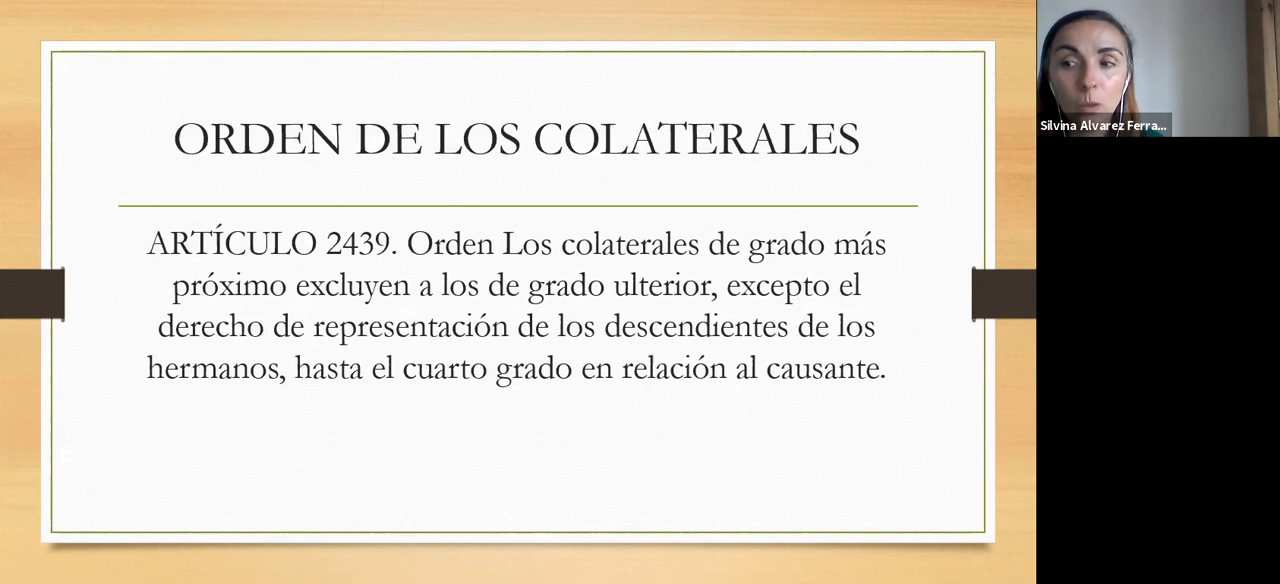 ORDEN DE LOS COLATERALES
ARTÍCULO 2439. Orden Los colaterales de grado más
próximo excluyen a los de grado ulterior, excepto el
derecho de representación de los descendientes de los
hermanos, hasta el cuarto grado en relación al causante.
Silvina Alvarez Ferra...